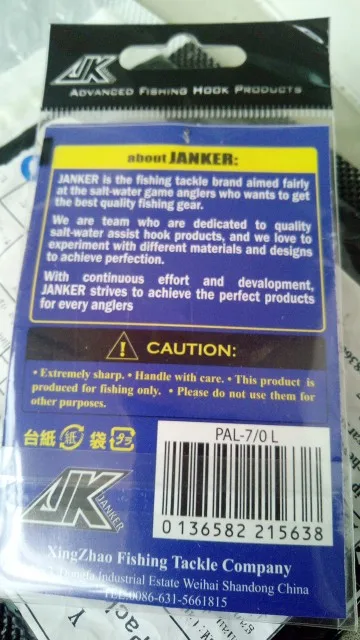 JK
ADVANCED FISHING HOOK PRODUCTS
about JANKER:
JANKER is the fishing tackle brand aimed fairly
at the salt-water game anglers who wants to get
the best quality fishing gear.
We are team who are dedicated to quality
salt-water assist hook products, and we love to
experiment with different materials and designs
to achieve perfection.
With continuous effort and davelopment,
JANKER strives to achieve the perfect products
for every anglers
CAUTION:
• Extremely sharp. • Handle with care. • This product is
produced for fishing only. • Please do not use them for
other purposes.
台紙 紙 袋 プラ
PAL-7/0 L
0 136582 215638
JK JANKER
XingZhao Fishing Tackle Company
Industrial Estate Weihai Shandong China
TEL:0086-631-5661815